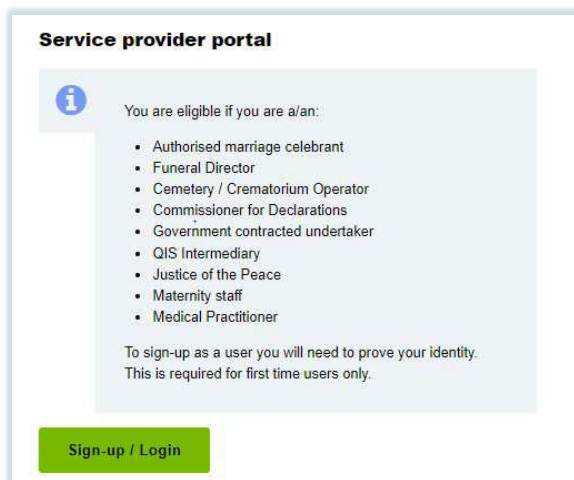 Service provider portal
You are eligible if you are a/an:
• Authorised marriage celebrant
• Funeral Director
• Cemetery / Crematorium Operator
• Commissioner for Declarations
• Government contracted undertaker
• QIS Intermediary
• Justice of the Peace
• Maternity staff
• Medical Practitioner
To sign-up as a user you will need to prove your identity.
This is required for first time users only.
Sign-up / Login